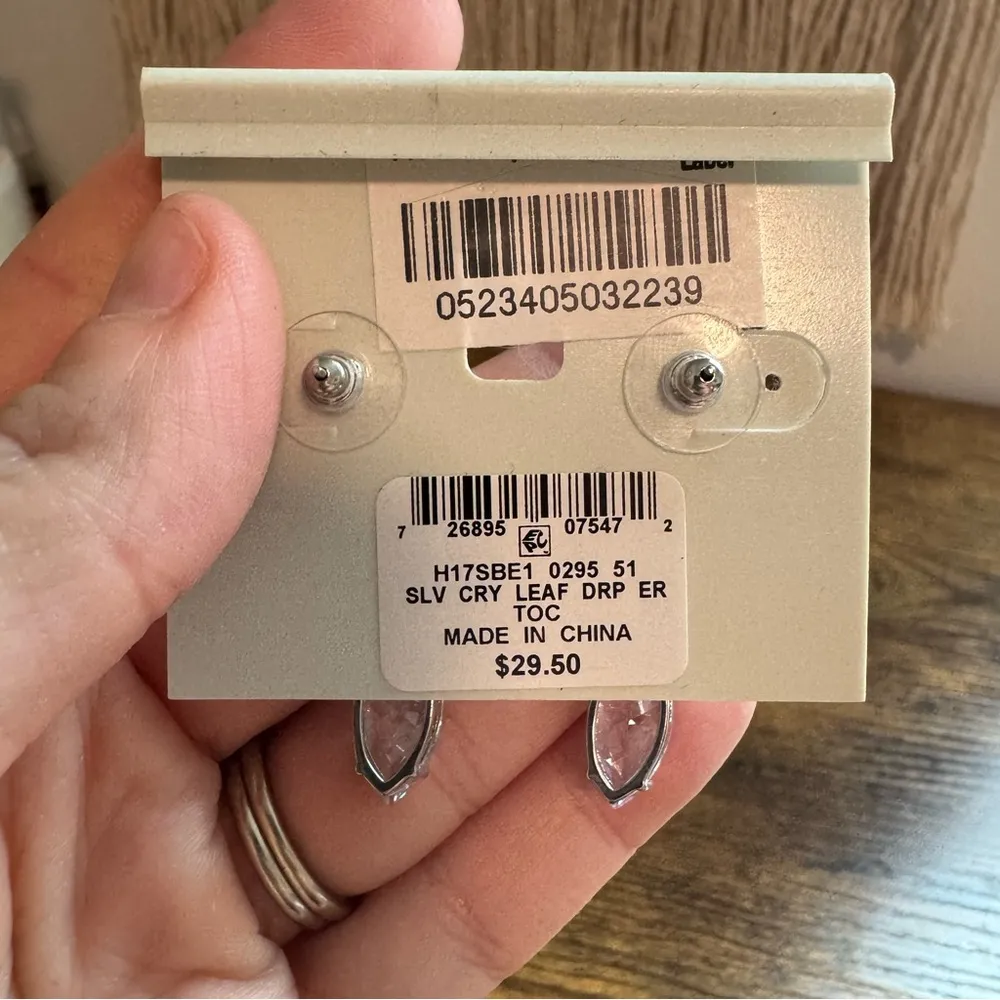 Label
0523405032239
7 26895 07547 2
H17SBE1 0295 51
SLV CRY LEAF DRP ER
TOC
MADE IN CHINA
$29.50